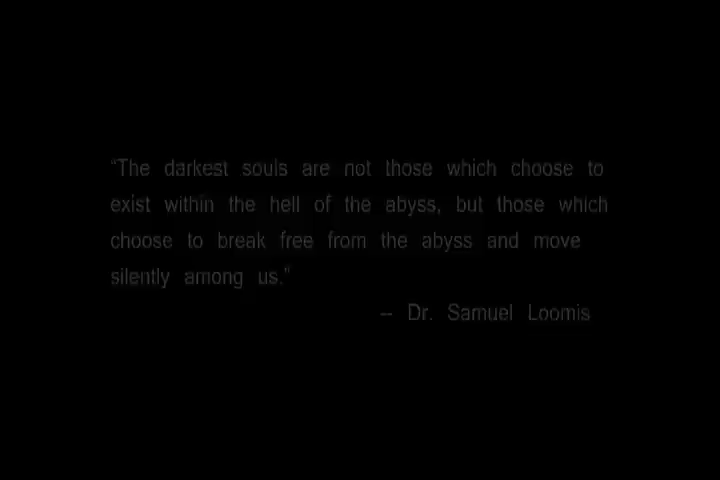 “The darkest souls are not those which choose to
exist within the hell of the abyss, but those which
choose to break free from the abyss and move
silently among us.”
-- Dr. Samuel Loomis